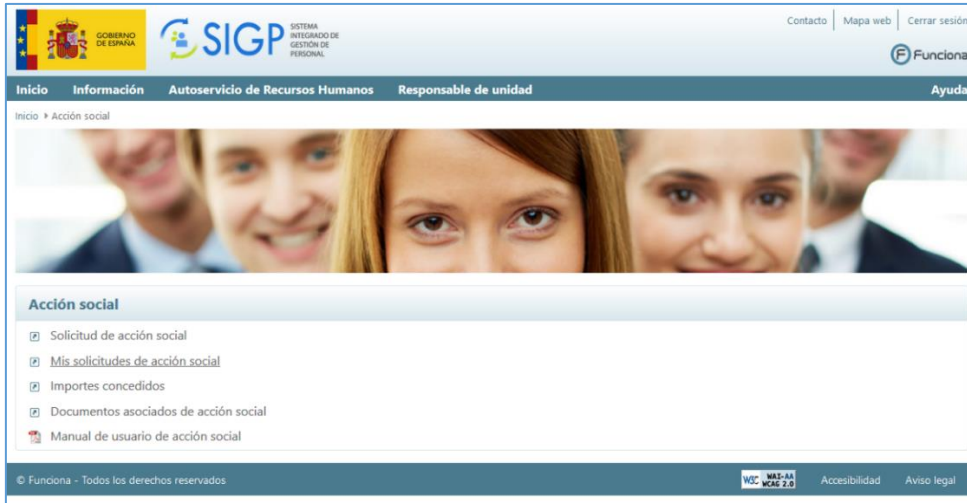 GOBIERNO
DE ESPAÑA
SIGP
SISTEMA
INTEGRADO DE
GESTIÓN DE
PERSONAL
Contacto | Mapa web | Cerrar sesión
Funciona
Inicio Información Autoservicio de Recursos Humanos Responsable de unidad Ayuda
Inicio Acción social
Acción social
Solicitud de acción social
Mis solicitudes de acción social
Importes concedidos
Documentos asociados de acción social
Manual de usuario de acción social
© Funciona - Todos los derechos reservados W3C WAI-AA WCAG 2.0 Accesibilidad Aviso legal